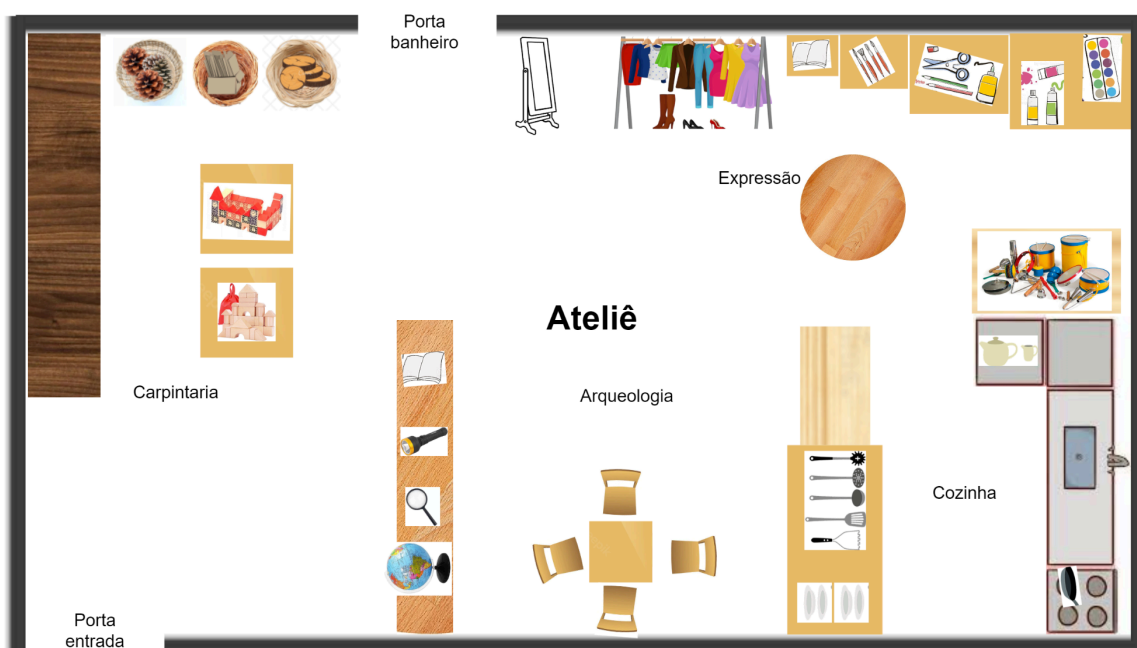 Porta
banheiro
Expressão
Ateliê
Carpintaria
Arqueologia
Cozinha
Porta
entrada